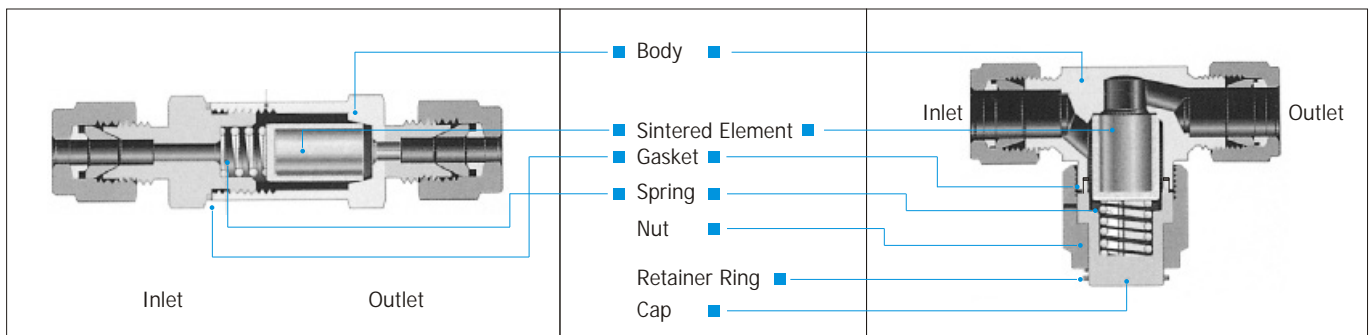 Body
Sintered Element
Gasket
Spring
Nut
Retainer Ring
Cap
Inlet
Outlet
Inlet
Outlet